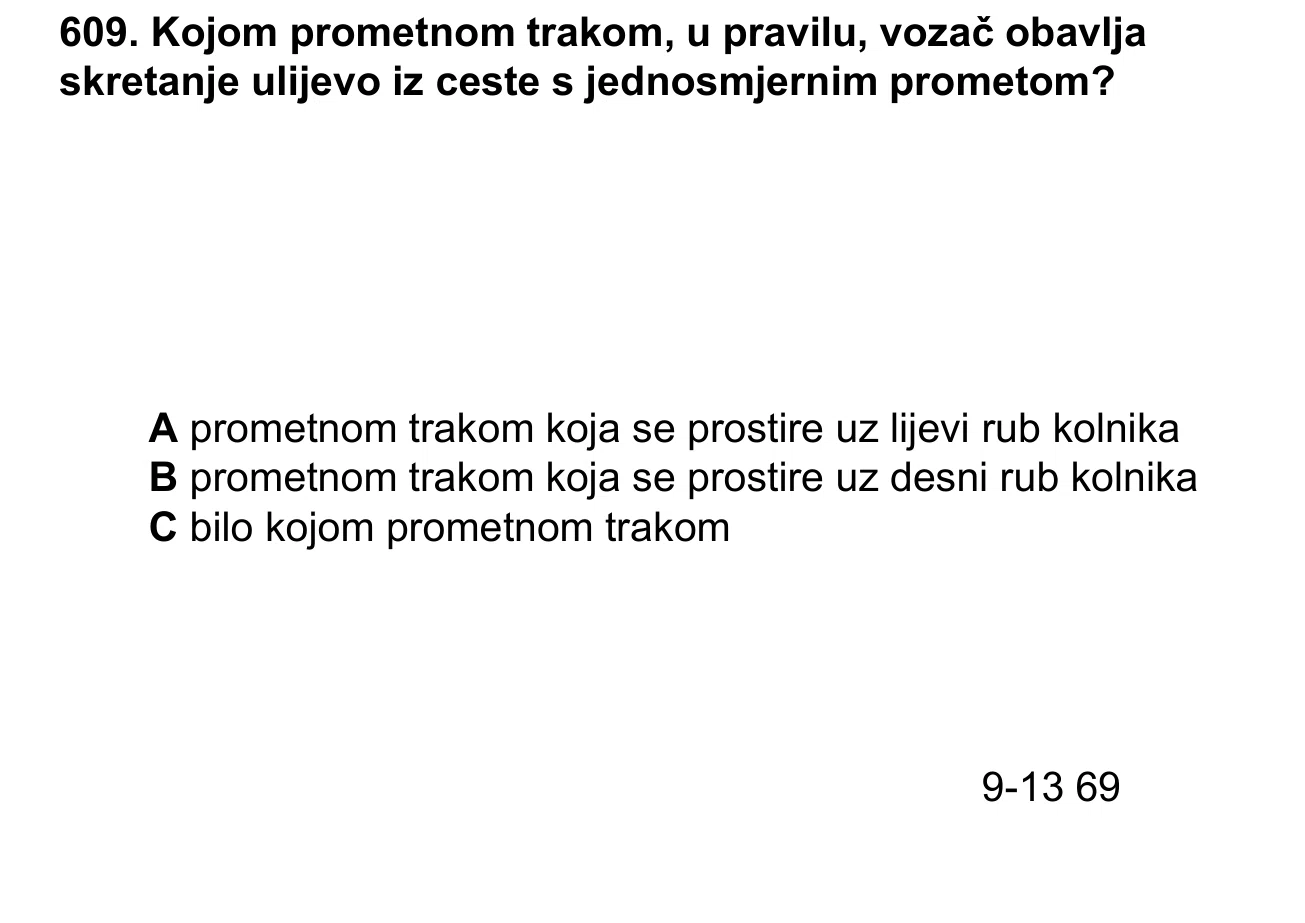 609. Kojom prometnom trakom, u pravilu, vozač obavlja
skretanje ulijevo iz ceste s jednosmjernim prometom?
A prometnom trakom koja se prostire uz lijevi rub kolnika
B prometnom trakom koja se prostire uz desni rub kolnika
C bilo kojom prometnom trakom
9-13 69